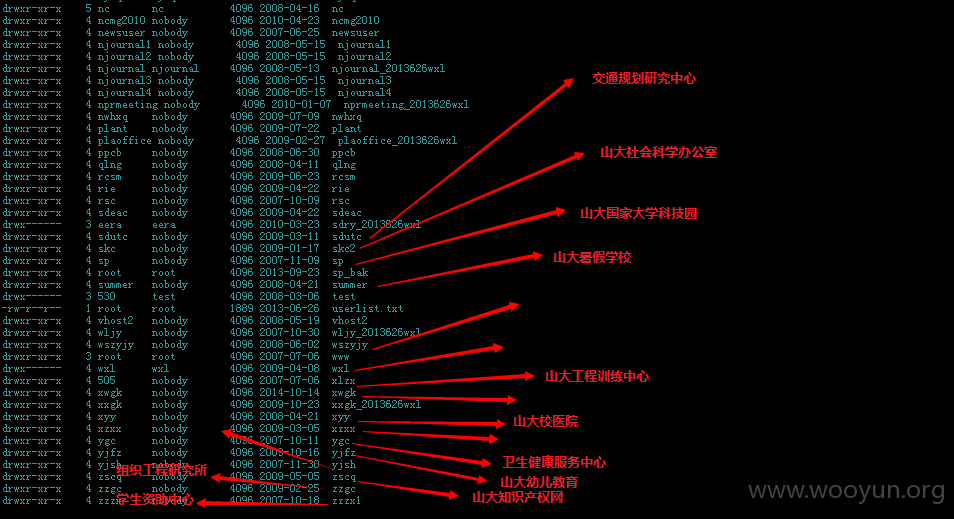 drwxr-xr-x 5 nc nc 4096 2008-04-16 nc
drwxr-xr-x 4 ncmg2010 nobody 4096 2010-04-23 ncmg2010
drwxr-xr-x 4 newsuser nobody 4096 2007-06-25 newsuser
drwxr-xr-x 4 njournal1 nobody 4096 2008-05-15 njournal1
drwxr-xr-x 4 njournal2 nobody 4096 2008-05-15 njournal2
drwxr-xr-x 4 njournal njournal 4096 2008-05-13 njournal_2013626wxl
drwxr-xr-x 4 njournal3 nobody 4096 2008-05-15 njournal3
drwxr-xr-x 4 njournal4 nobody 4096 2008-05-15 njournal4
drwxr-xr-x 4 nprmeeting nobody 4096 2010-01-07 nprmeeting_2013626wxl
drwxr-xr-x 4 nwhxq nobody 4096 2009-07-09 nwhxq
drwxr-xr-x 4 plant nobody 4096 2009-07-22 plant
drwxr-xr-x 4 plaoffice nobody 4096 2009-02-27 plaoffice_2013626wxl
drwxr-xr-x 4 ppcb nobody 4096 2008-06-30 ppcb
drwxr-xr-x 4 qlng nobody 4096 2008-04-11 qlng
drwxr-xr-x 4 rcsm nobody 4096 2009-06-23 rcsm
drwxr-xr-x 4 rie nobody 4096 2009-04-22 rie
drwxr-xr-x 4 rsc nobody 4096 2007-10-09 rsc
drwxr-xr-x 4 sdeac nobody 4096 2009-04-22 sdeac
drwx------ 3 eera eera 4096 2010-03-23 sdry_2013626wxl
drwxr-xr-x 4 sdutc nobody 4096 2009-03-11 sdutc
drwxr-xr-x 4 skc nobody 4096 2009-01-17 skc2
drwxr-xr-x 4 sp nobody 4096 2007-11-09 sp
drwxr-xr-x 4 root root 4096 2013-09-23 sp_bak
drwxr-xr-x 4 summer nobody 4096 2008-04-21 summer
drwx------ 3 530 test 4096 2008-03-06 test
-rw-r--r-- 1 root root 1889 2013-06-26 userlist.txt
drwxr-xr-x 4 vhost2 nobody 4096 2008-05-19 vhost2
drwxr-xr-x 4 wljy nobody 4096 2007-10-30 wljy_2013626wxl
drwxr-xr-x 4 wszyjy nobody 4096 2008-06-02 wszyjy
drwxr-xr-x 3 root root 4096 2007-07-06 www
drwx------ 4 wxl wxl 4096 2009-04-08 wxl
drwxr-xr-x 4 505 nobody 4096 2007-07-06 xlzx
drwxr-xr-x 4 xwgk nobody 4096 2014-10-14 xwgk
drwxr-xr-x 4 xxgk nobody 4096 2009-10-23 xxgk_2013626wxl
drwxr-xr-x 4 xyy nobody 4096 2008-04-21 xyy
drwxr-xr-x 4 xzxx nobody 4096 2009-03-05 xzxx
drwxr-xr-x 4 ygc nobody 4096 2007-10-11 ygc
drwxr-xr-x 4 yjfz nobody yjfz
drwxr-xr-x 4 yjsh nobody 4096 2007-11-30 yjsh
drwxr-xr-x 4 zscq nobody 4096 2009-05-05 zscq
drwxr-xr-x 4 zzgc nobody 4096 2009-02-25 zzgc
drwxr-xr-x 4 nobody 4096 2007-10-18 zzzx1
交通规划研究中心
山大社会科学办公室
山大国家大学科技园
山大暑假学校
山大工程训练中心
山大校医院
卫生健康服务中心
山大幼儿教育
山大知识产权网
组织工程研究所
学生资助中心
www.wooyun.org